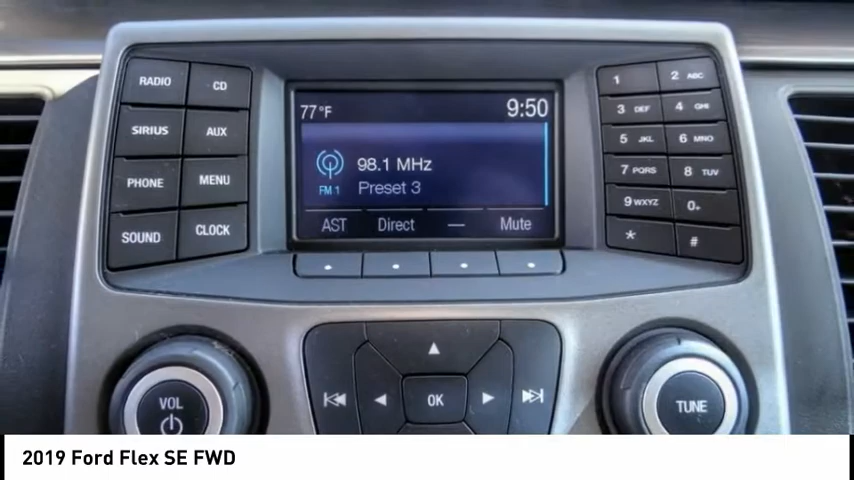 RADIO CD
SIRIUS AUX
PHONE MENU
SOUND CLOCK
77°F 9:50
98.1 MHz
FM 1 Preset 3
AST Direct — Mute
1 2 ABC
3 DEF 4 GHI
5 JKL 6 MNO
7 PQRS 8 TUV
9 WXYZ 0+
* #
VOL
OK
TUNE
2019 Ford Flex SE FWD